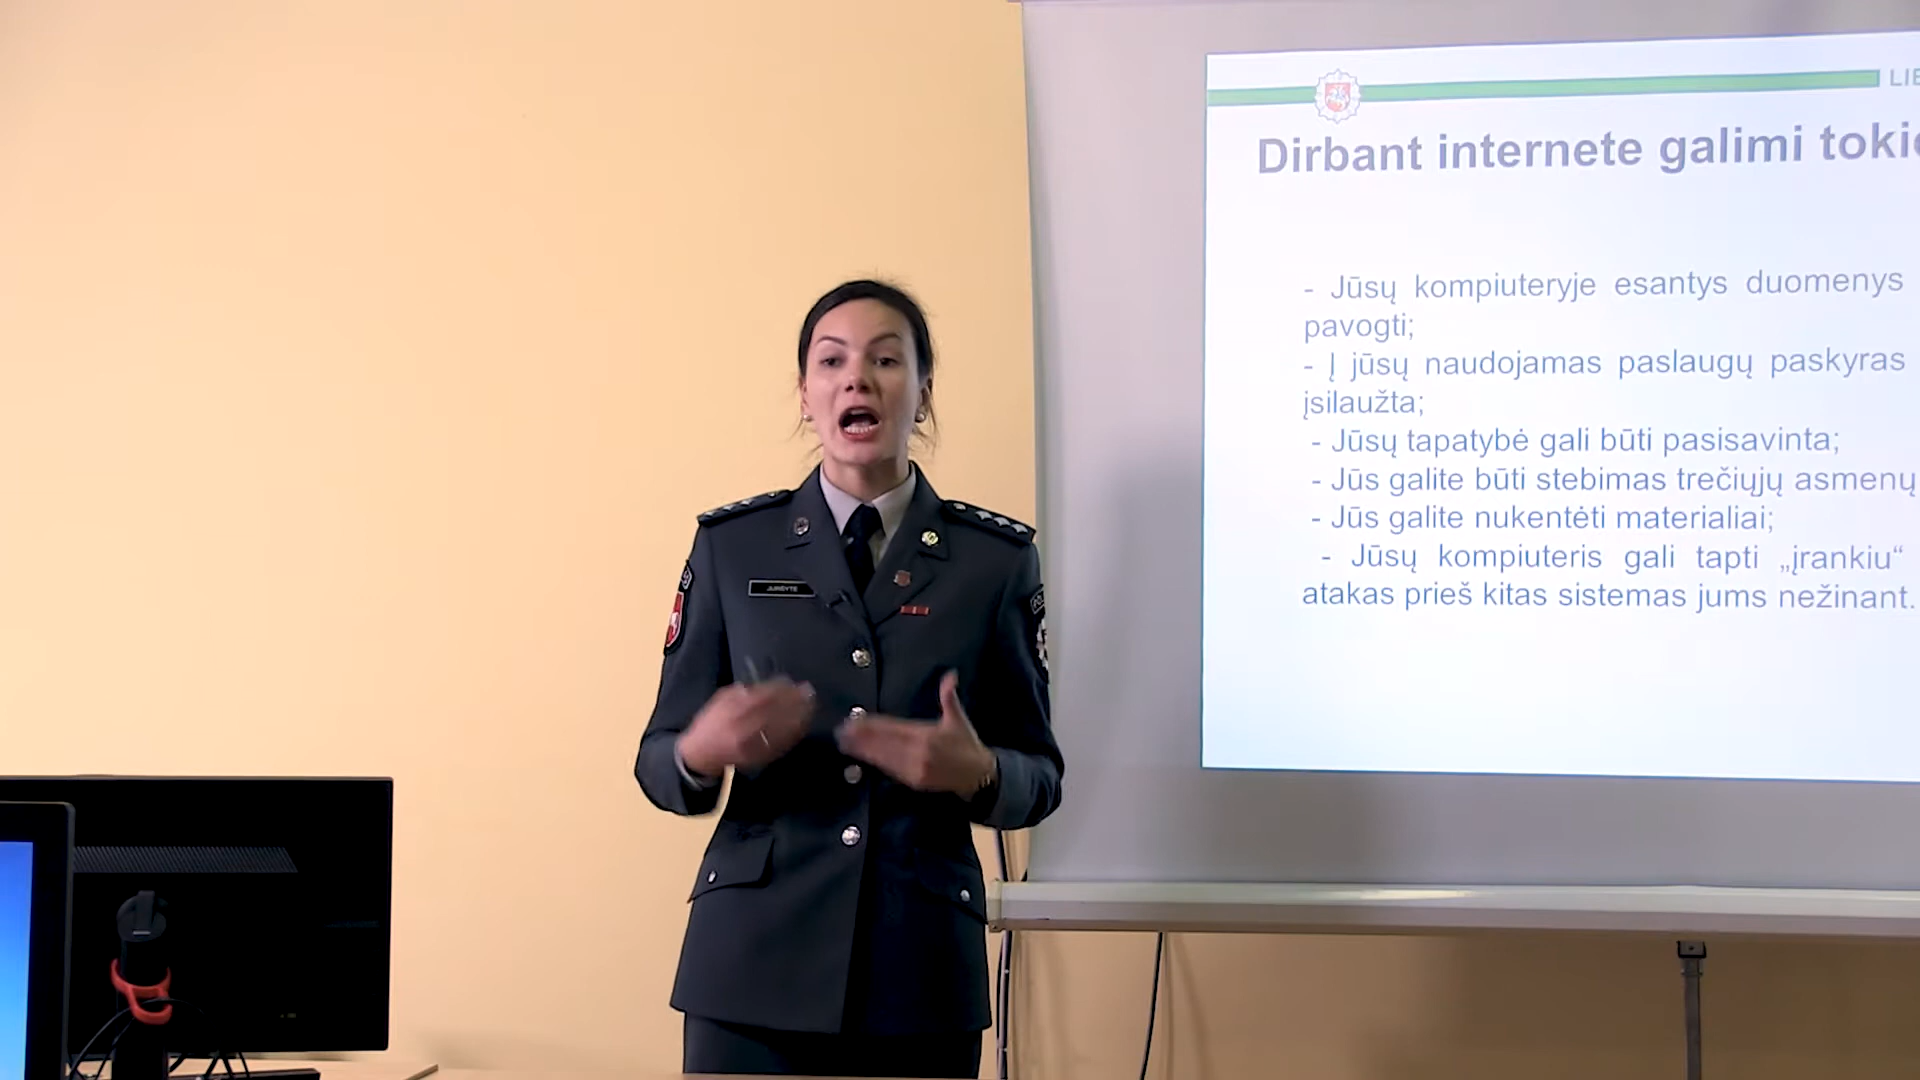 LIE
Dirbant internete galimi tokie
- Jūsų kompiuteryje esantys duomenys
pavogti;
- Į jūsų naudojamas paslaugų paskyras
įsilaužta;
- Jūsų tapatybė gali būti pasisavinta;
- Jūs galite būti stebimas trečiųjų asmenų
- Jūs galite nukentėti materialiai;
- Jūsų kompiuteris gali tapti „įrankiu“
atakas prieš kitas sistemas jums nežinant.